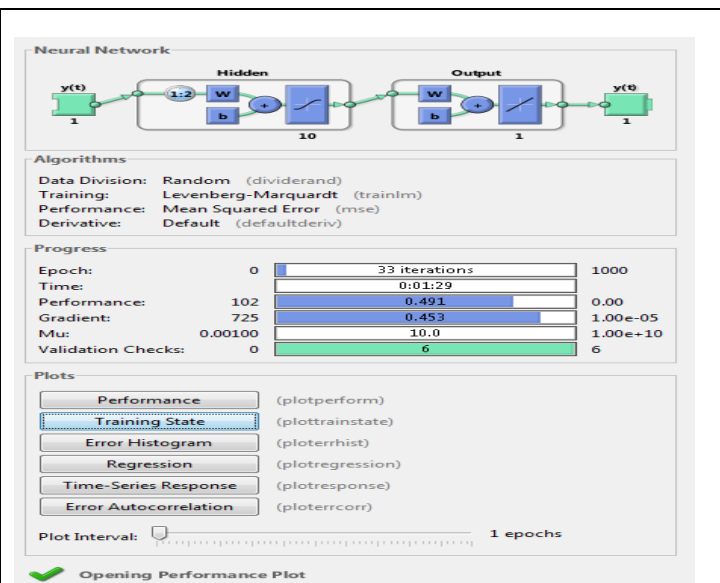 Neural Network
Hidden Output
y(t) 1:2 W b + W b + y(t)
1 10 1 1
Algorithms
Data Division: Random (dividerand)
Training: Levenberg-Marquardt (trainlm)
Performance: Mean Squared Error (mse)
Derivative: Default (defaultderiv)
Progress
Epoch: 0 33 iterations 1000
Time: 0:01:29
Performance: 102 0.491 0.00
Gradient: 725 0.453 1.00e-05
Mu: 0.00100 10.0 1.00e+10
Validation Checks: 0 6 6
Plots
Performance (plotperform)
Training State (plottrainstate)
Error Histogram (ploterrhist)
Regression (plotregression)
Time-Series Response (plotresponse)
Error Autocorrelation (ploterrcorr)
Plot Interval: 1 epochs
Opening Performance Plot